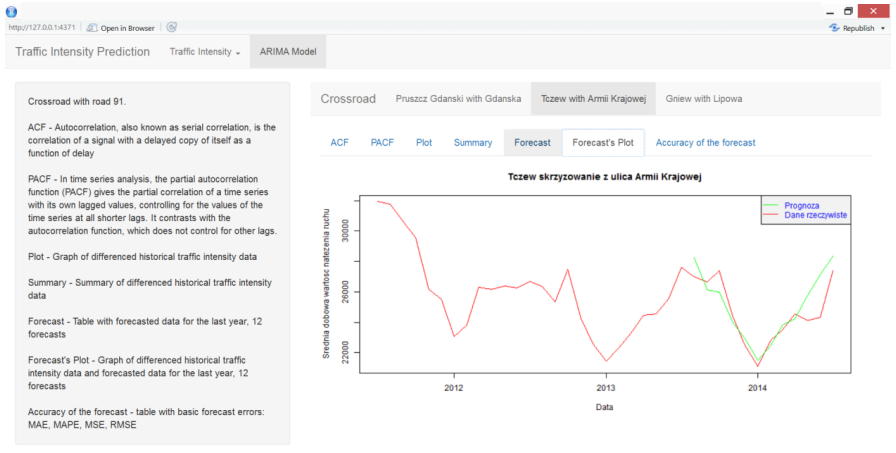 http://127.0.0.1:4371 Open in Browser Republish
Traffic Intensity Prediction Traffic Intensity ARIMA Model
Crossroad with road 91.
ACF - Autocorrelation, also known as serial correlation, is the
correlation of a signal with a delayed copy of itself as a
function of delay
PACF - In time series analysis, the partial autocorrelation
function (PACF) gives the partial correlation of a time series
with its own lagged values, controlling for the values of the
time series at all shorter lags. It contrasts with the
autocorrelation function, which does not control for other lags.
Plot - Graph of differenced historical traffic intensity data
Summary - Summary of differenced historical traffic intensity
data
Forecast - Table with forecasted data for the last year, 12
forecasts
Forecast's Plot - Graph of differenced historical traffic
intensity data and forecasted data for the last year, 12
forecasts
Accuracy of the forecast - table with basic forecast errors:
MAE, MAPE, MSE, RMSE
Crossroad Pruszcz Gdanski with Gdanska Tczew with Armii Krajowej Gniew with Lipowa
ACF PACF Plot Summary Forecast Forecast's Plot Accuracy of the forecast
Tczew skrzyzowanie z ulica Armii Krajowej
Srednia dobowa wartosc natezenia ruchu
30000
26000
22000
Prognoza
Dane rzeczywiste
2012 2013 2014
Data